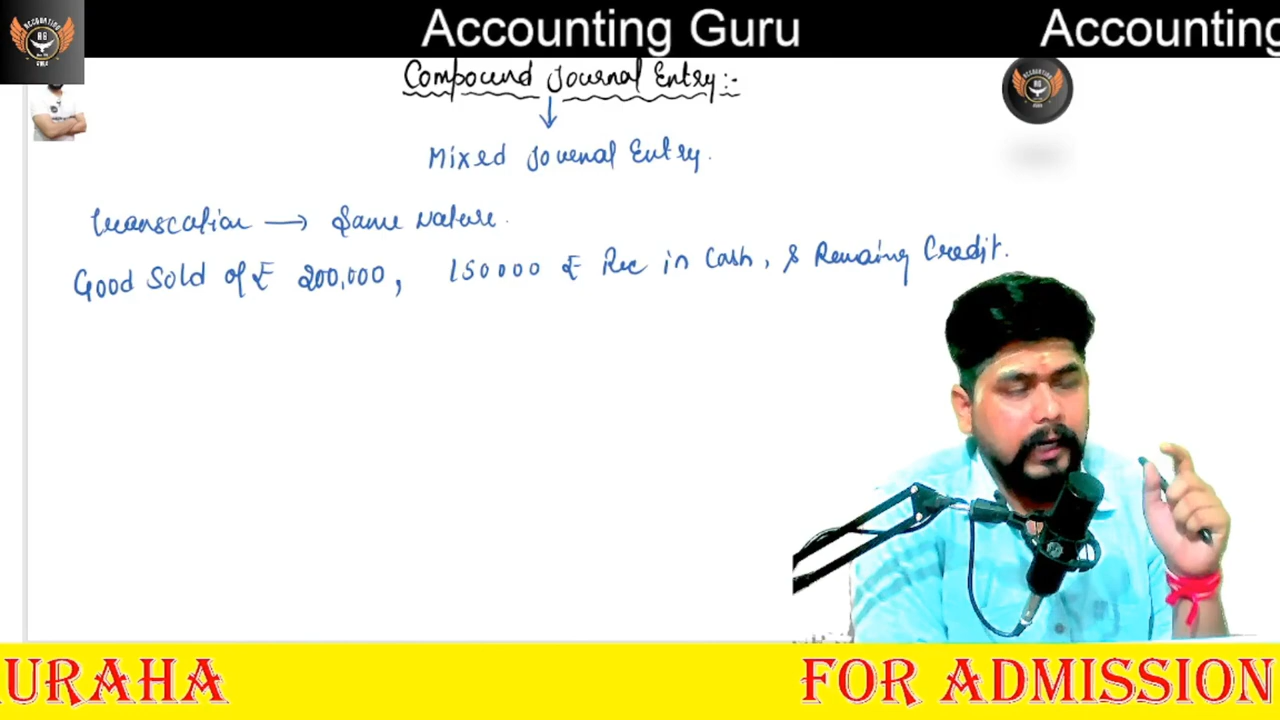 Accounting Guru
Accounting
Compound Journal Entry:-
Mixed Journal Entry.
transcation → Same Nature.
Good Sold of ₹ 200,000, 150000 ₹ Rec in Cash, & Remaing Credit.
URAHA
FOR ADMISSION